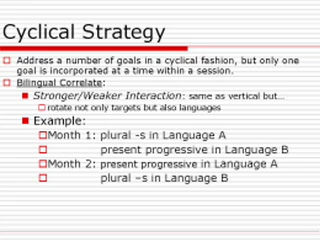 Cyclical Strategy
Address a number of goals in a cyclical fashion, but only one
goal is incorporated at a time within a session.
Bilingual Correlate:
Stronger/Weaker Interaction: same as vertical but…
rotate not only targets but also languages
Example:
Month 1: plural -s in Language A
present progressive in Language B
Month 2: present progressive in Language A
plural –s in Language B